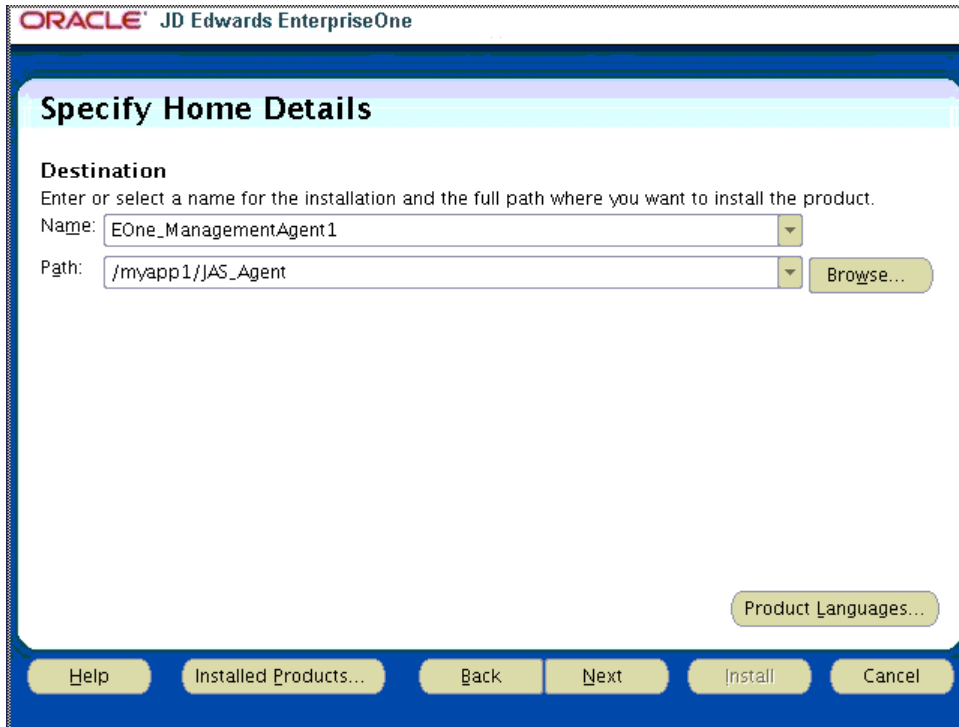 ORACLE JD Edwards EnterpriseOne
Specify Home Details
Destination
Enter or select a name for the installation and the full path where you want to install the product.
Name: EOne_ManagementAgent1
Path: /myapp1/JAS_Agent Browse...
Product Languages...
Help Installed Products... Back Next Install Cancel